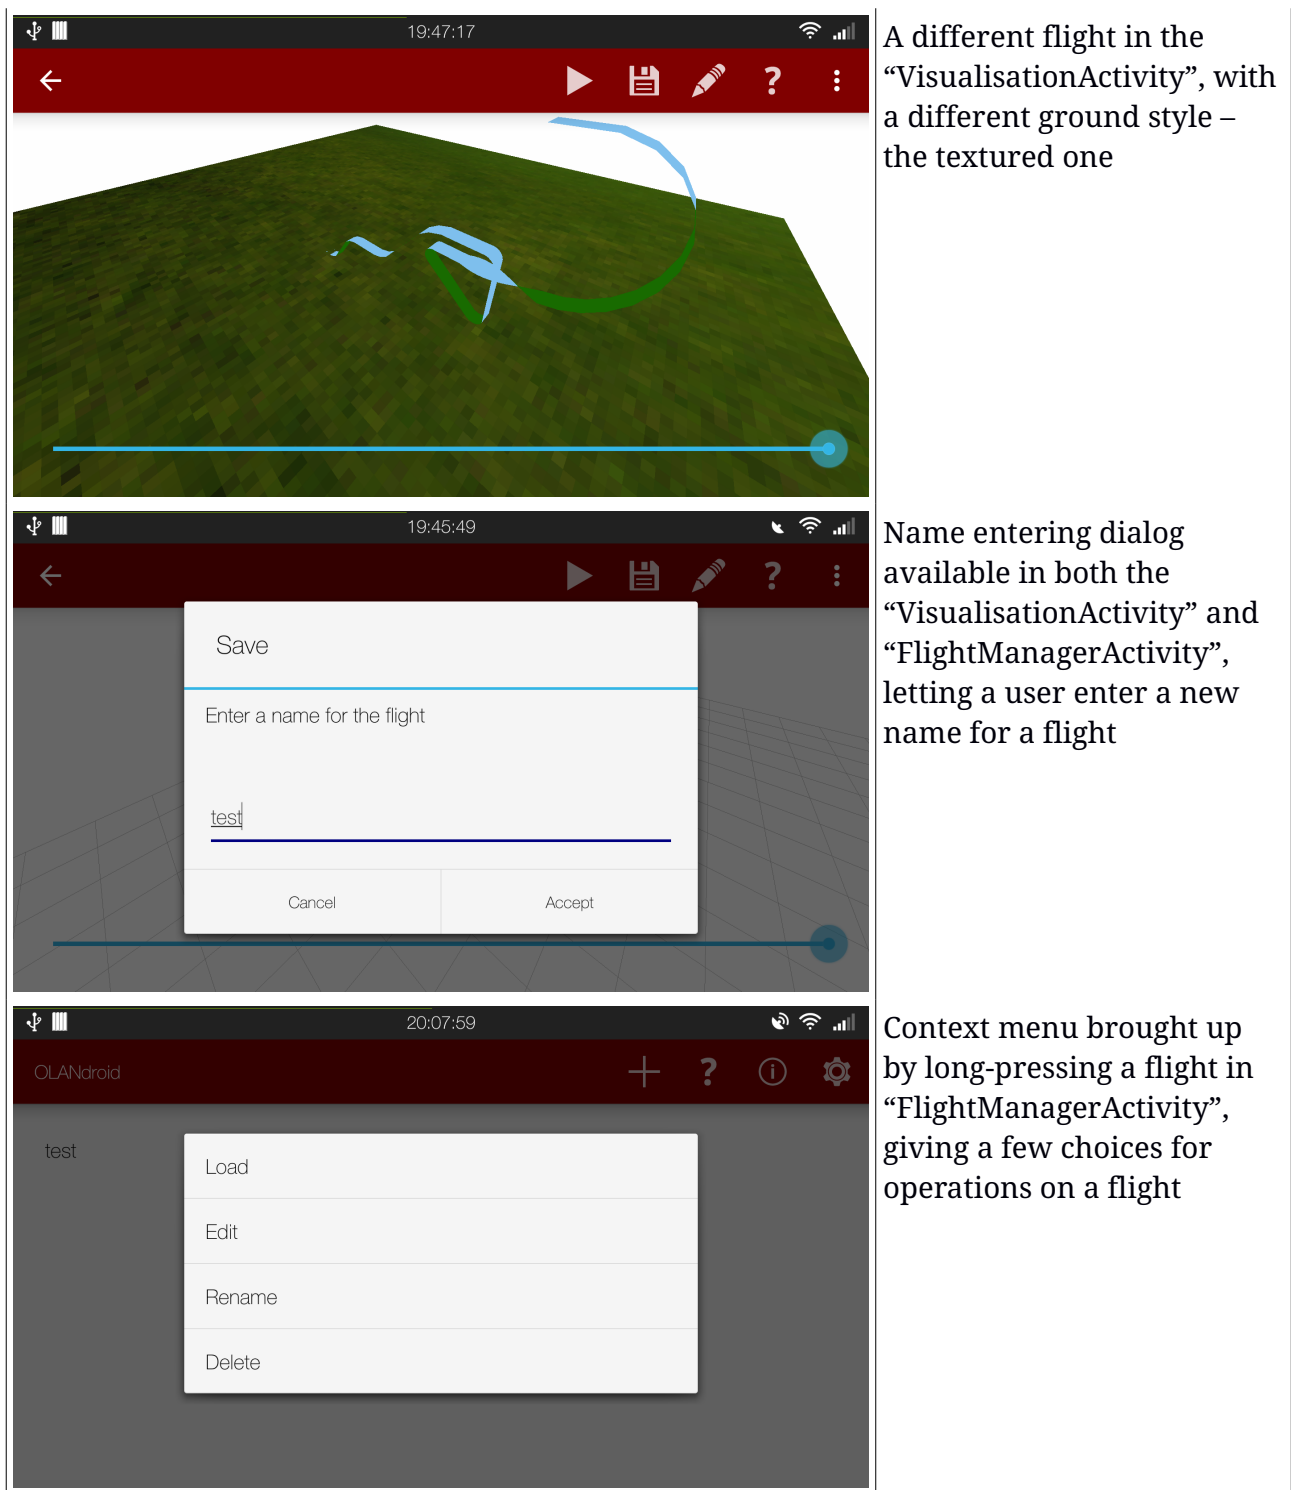 19:47:17
?
A different flight in the
“VisualisationActivity”, with
a different ground style –
the textured one
19:45:49
?
Save
Enter a name for the flight
test
Cancel
Accept
Name entering dialog
available in both the
“VisualisationActivity” and
“FlightManagerActivity”,
letting a user enter a new
name for a flight
20:07:59
OLANdroid
?
test
Load
Edit
Rename
Delete
Context menu brought up
by long-pressing a flight in
“FlightManagerActivity”,
giving a few choices for
operations on a flight